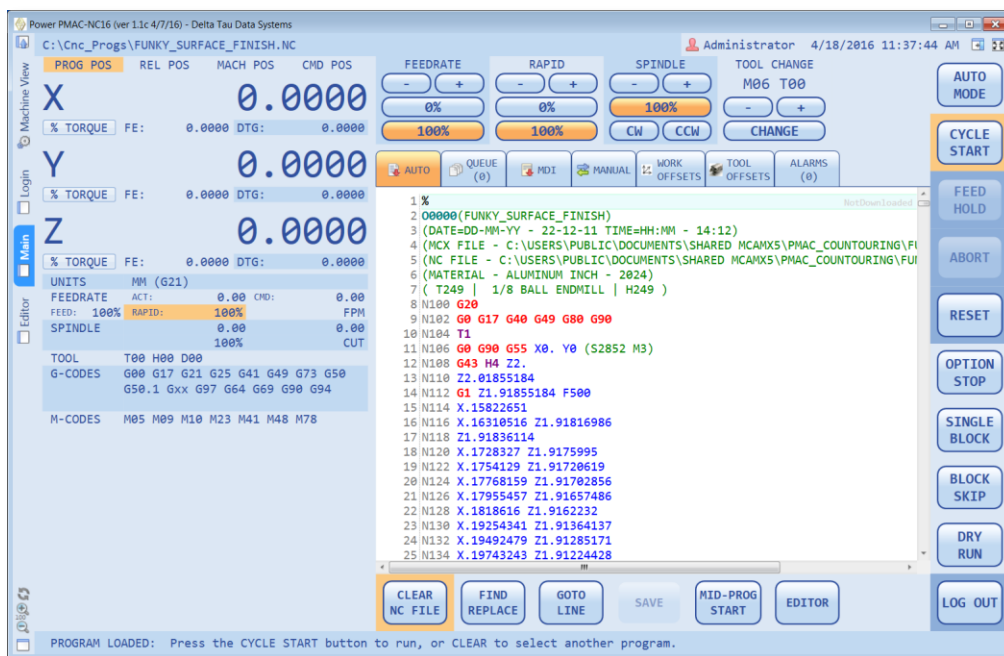 Power PMAC-NC16 (ver 1.1c 4/7/16) - Delta Tau Data Systems
C:\Cnc_Progs\FUNKY_SURFACE_FINISH.NC
Administrator 4/18/2016 11:37:44 AM
Machine View
Login
Main
Editor
PROG POS REL POS MACH POS CMD POS
X 0.0000
% TORQUE FE: 0.0000 DTG: 0.0000
Y 0.0000
% TORQUE FE: 0.0000 DTG: 0.0000
Z 0.0000
% TORQUE FE: 0.0000 DTG: 0.0000
UNITS MM (G21)
FEEDRATE ACT: 0.00 CMD: 0.00
FEED: 100% RAPID: 100% FPM
SPINDLE 0.00 0.00
100% CUT
TOOL T00 H00 D00
G-CODES G00 G17 G21 G25 G41 G49 G73 G50
G50.1 Gxx G97 G64 G69 G90 G94
M-CODES M05 M09 M10 M23 M41 M48 M78
FEEDRATE RAPID SPINDLE TOOL CHANGE
- + - + - + M06 T00
0% 0% 100% - +
100% 100% CW CCW CHANGE
AUTO
QUEUE
(0)
MDI
MANUAL
WORK
OFFSETS
TOOL
OFFSETS
ALARMS
(0)
NotDownloaded
1 %
2 O0000(FUNKY_SURFACE_FINISH)
3 (DATE=DD-MM-YY - 22-12-11 TIME=HH:MM - 14:12)
4 (MCX FILE - C:\USERS\PUBLIC\DOCUMENTS\SHARED MCAMX5\PMAC_COUNTOURING\FU
5 (NC FILE - C:\USERS\PUBLIC\DOCUMENTS\SHARED MCAMX5\PMAC_COUNTOURING\FUN
6 (MATERIAL - ALUMINUM INCH - 2024)
7 ( T249 | 1/8 BALL ENDMILL | H249 )
8 N100 G20
9 N102 G0 G17 G40 G49 G80 G90
10 N104 T1
11 N106 G0 G90 G55 X0. Y0 (S2852 M3)
12 N108 G43 H4 Z2.
13 N110 Z2.01855184
14 N112 G1 Z1.91855184 F500
15 N114 X.15822651
16 N116 X.16310516 Z1.91816986
17 N118 Z1.91836114
18 N120 X.1728327 Z1.9175995
19 N122 X.1754129 Z1.91720619
20 N124 X.17768159 Z1.91702856
21 N126 X.17955457 Z1.91657486
22 N128 X.1818616 Z1.9162232
23 N130 X.19254341 Z1.91364137
24 N132 X.19492479 Z1.91285171
25 N134 X.19743243 Z1.91224428
CLEAR
NC FILE
FIND
REPLACE
GOTO
LINE
SAVE
MID-PROG
START
EDITOR
AUTO
MODE
CYCLE
START
FEED
HOLD
ABORT
RESET
OPTION
STOP
SINGLE
BLOCK
BLOCK
SKIP
DRY
RUN
LOG OUT
PROGRAM LOADED: Press the CYCLE START button to run, or CLEAR to select another program.